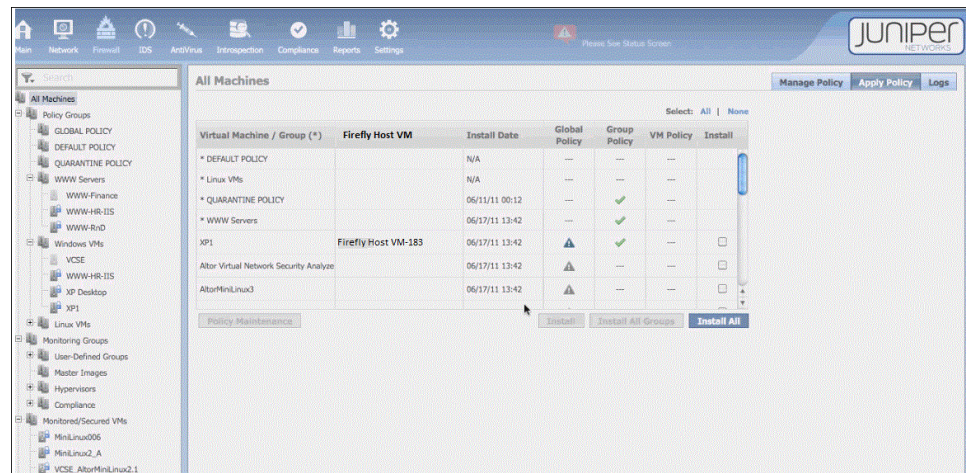 Main Network Firewall IDS AntiVirus Introspection Compliance Reports Settings
Please See Status Screen
JUNIPER
NETWORKS
Search
All Machines
Policy Groups
GLOBAL POLICY
DEFAULT POLICY
QUARANTINE POLICY
WWW Servers
WWW-Finance
WWW-HR-IIS
WWW-RnD
Windows VMs
VCSE
WWW-HR-IIS
XP Desktop
XP1
Linux VMs
Monitoring Groups
User-Defined Groups
Master Images
Hypervisors
Compliance
Monitored/Secured VMs
MiniLinux006
MiniLinux2_A
VCSE_AltorMiniLinux2.1
All Machines
Manage Policy Apply Policy Logs
Select: All | None
Virtual Machine / Group (*) Firefly Host VM Install Date Global Policy Group Policy VM Policy Install
* DEFAULT POLICY N/A --- --- ---
* Linux VMs N/A --- --- ---
* QUARANTINE POLICY 06/11/11 00:12 --- ---
* WWW Servers 06/17/11 13:42 --- ---
XP1 Firefly Host VM-183 06/17/11 13:42 ---
Altor Virtual Network Security Analyze 06/17/11 13:42 --- ---
AltorMiniLinux3 06/17/11 13:42 --- ---
Policy Maintenance Install Install All Groups Install All